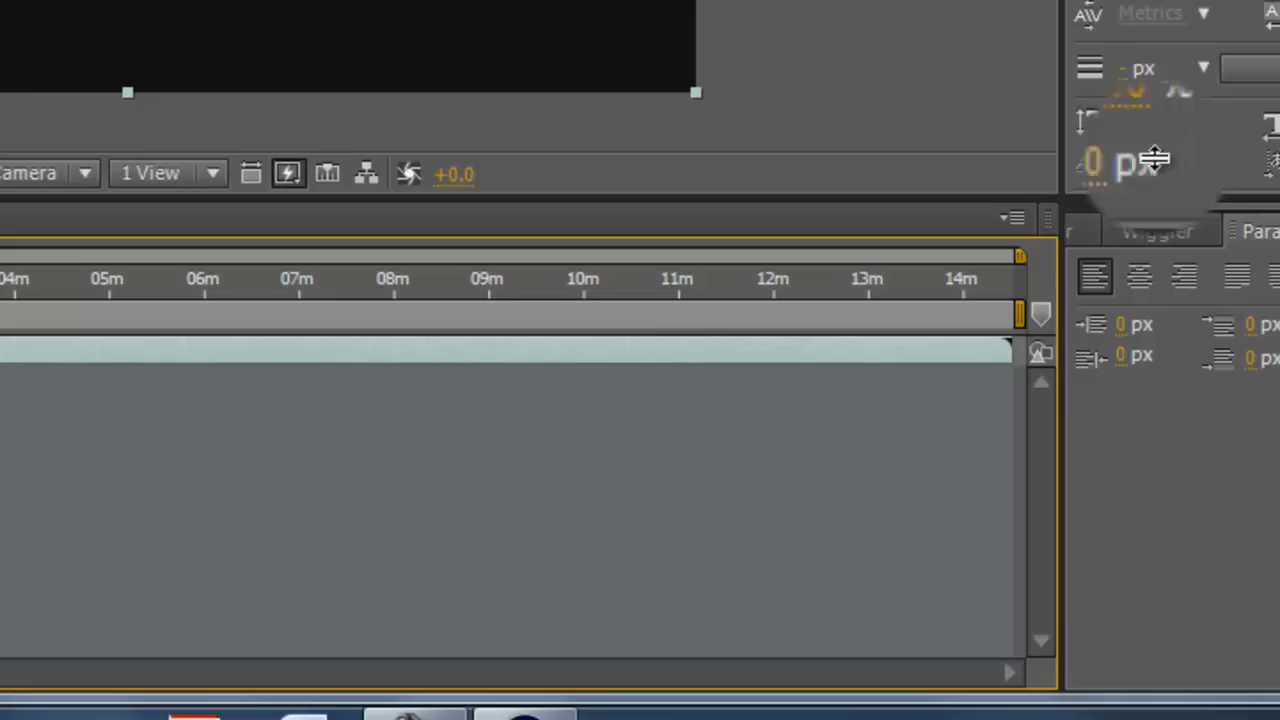 Metrics
- px
0 px
amera 1 View +0.0
Wiggler Para
04m 05m 06m 07m 08m 09m 10m 11m 12m 13m 14m
0 px 0 px
0 px 0 px